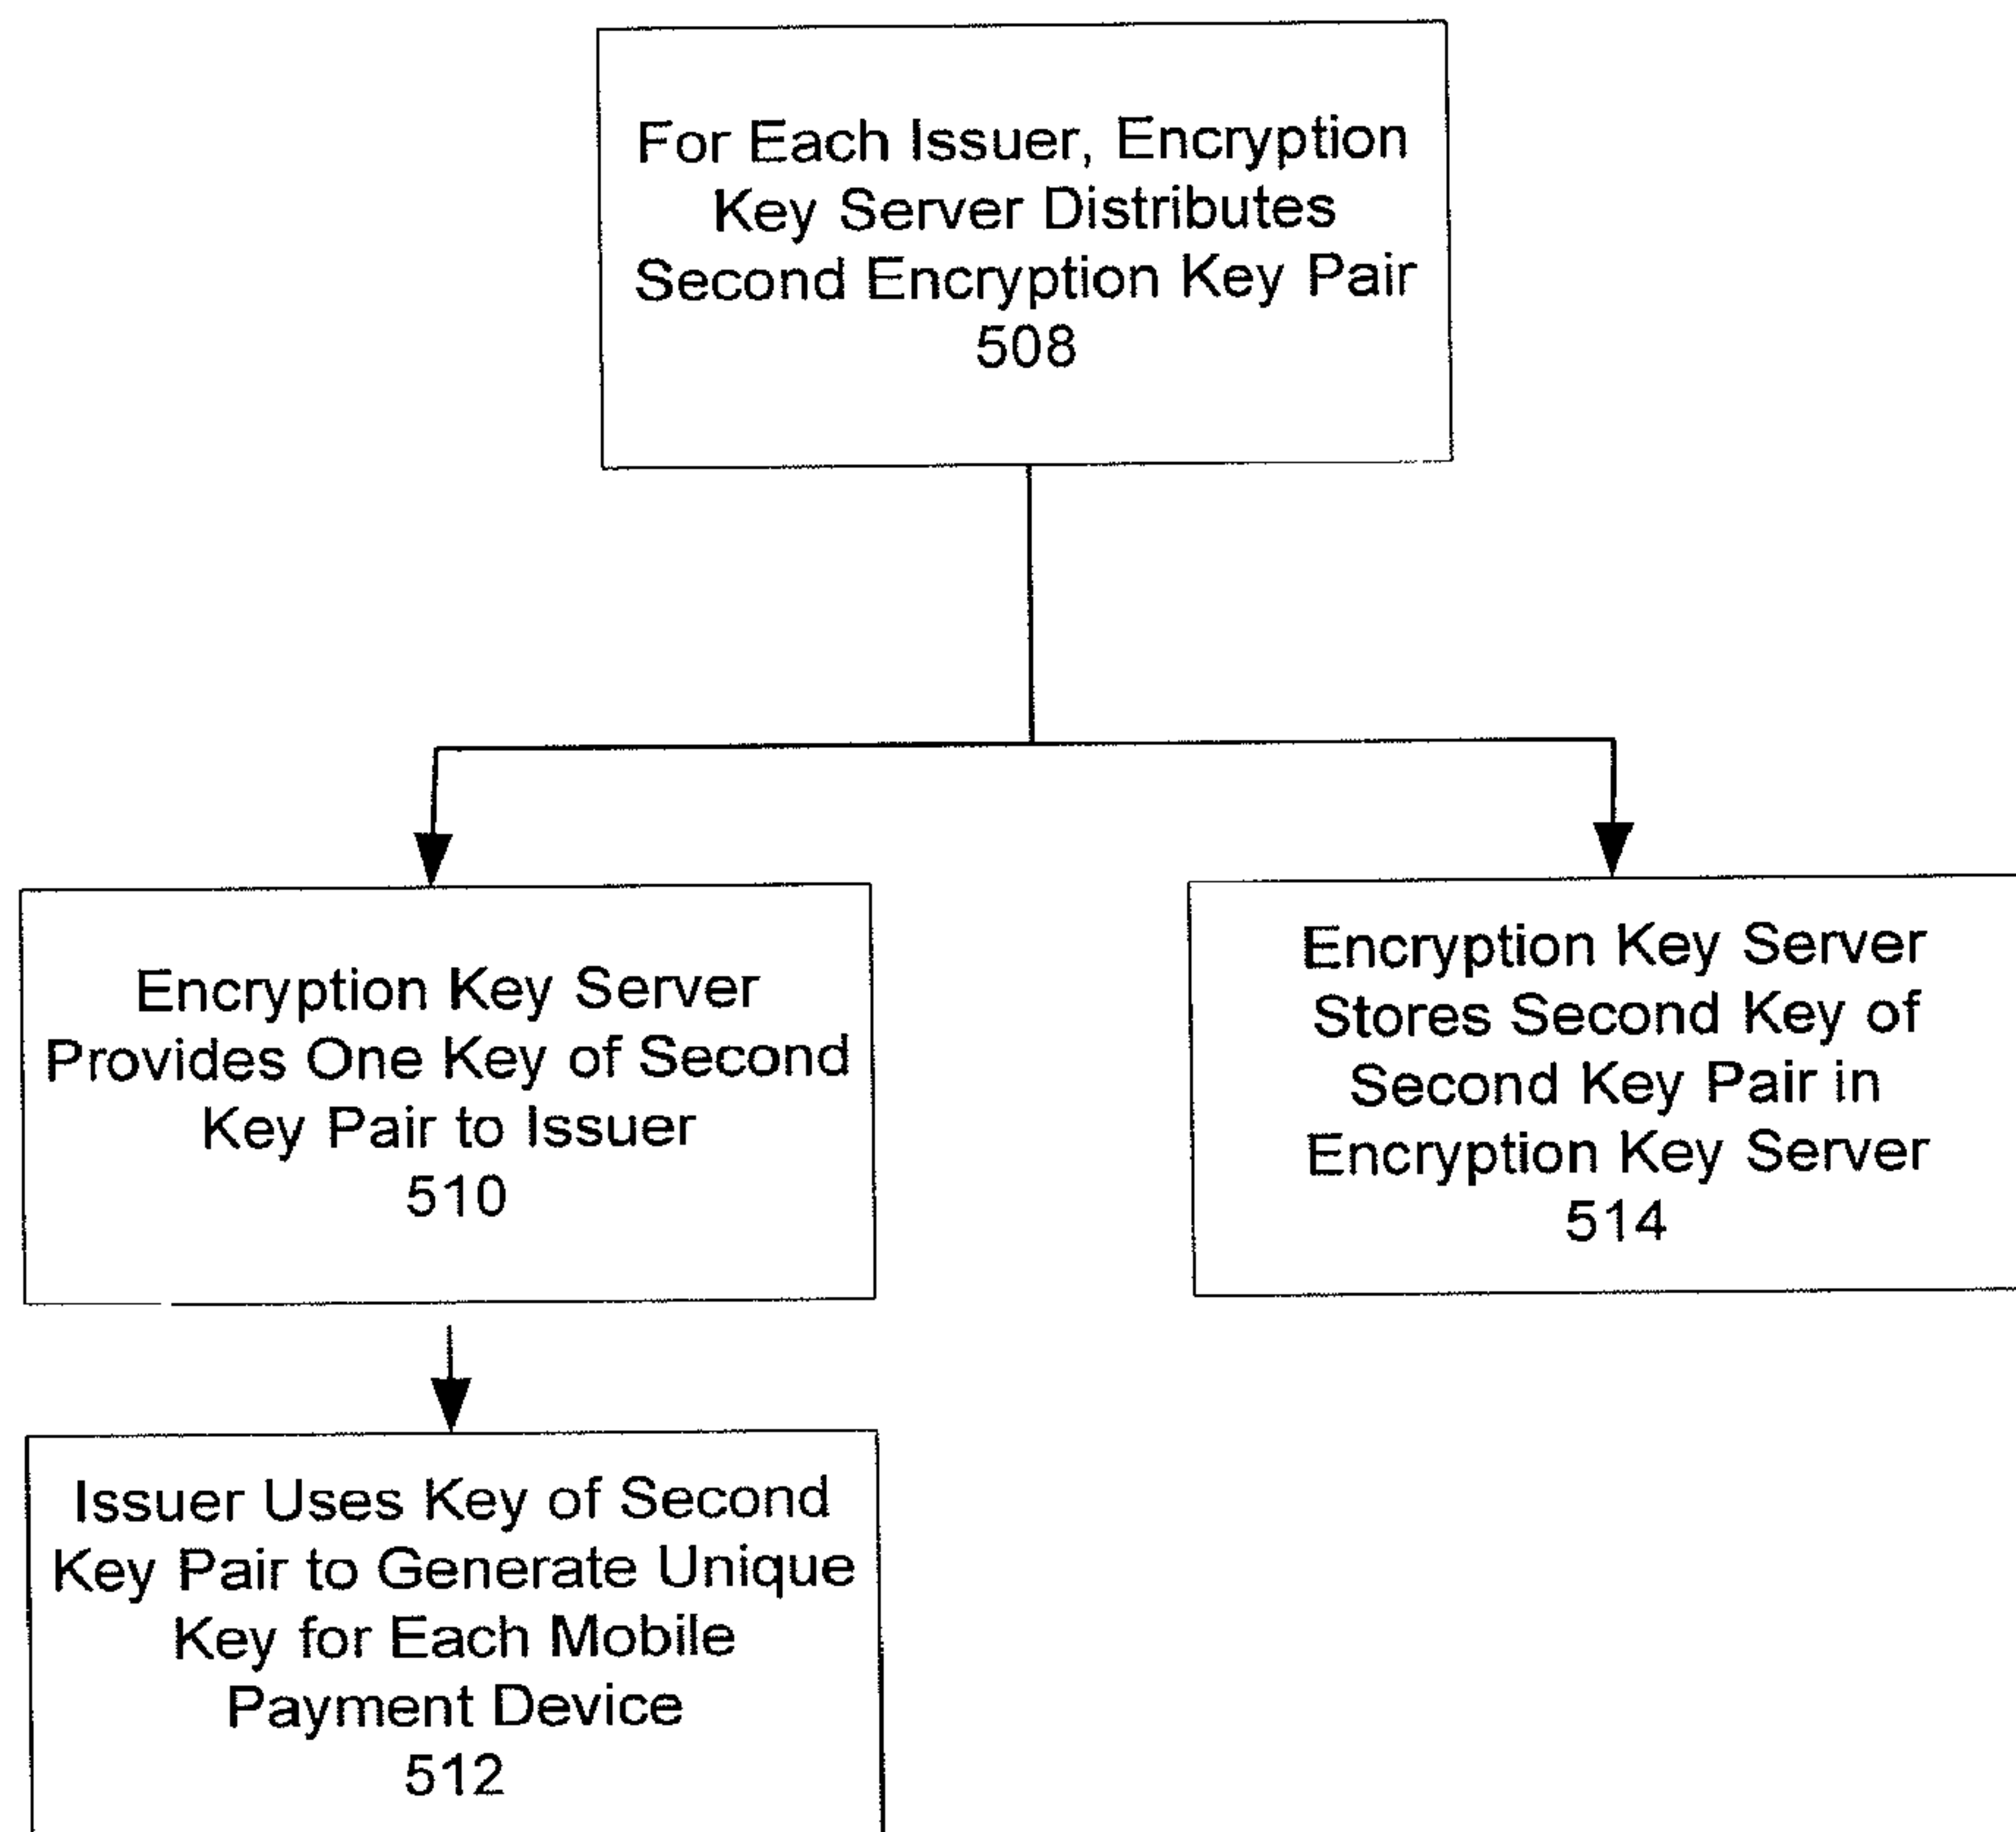 For Each Issuer, Encryption
Key Server Distributes
Second Encryption Key Pair
508
Encryption Key Server
Provides One Key of Second
Key Pair to Issuer
510
Encryption Key Server
Stores Second Key of
Second Key Pair in
Encryption Key Server
514
Issuer Uses Key of Second
Key Pair to Generate Unique
Key for Each Mobile
Payment Device
512